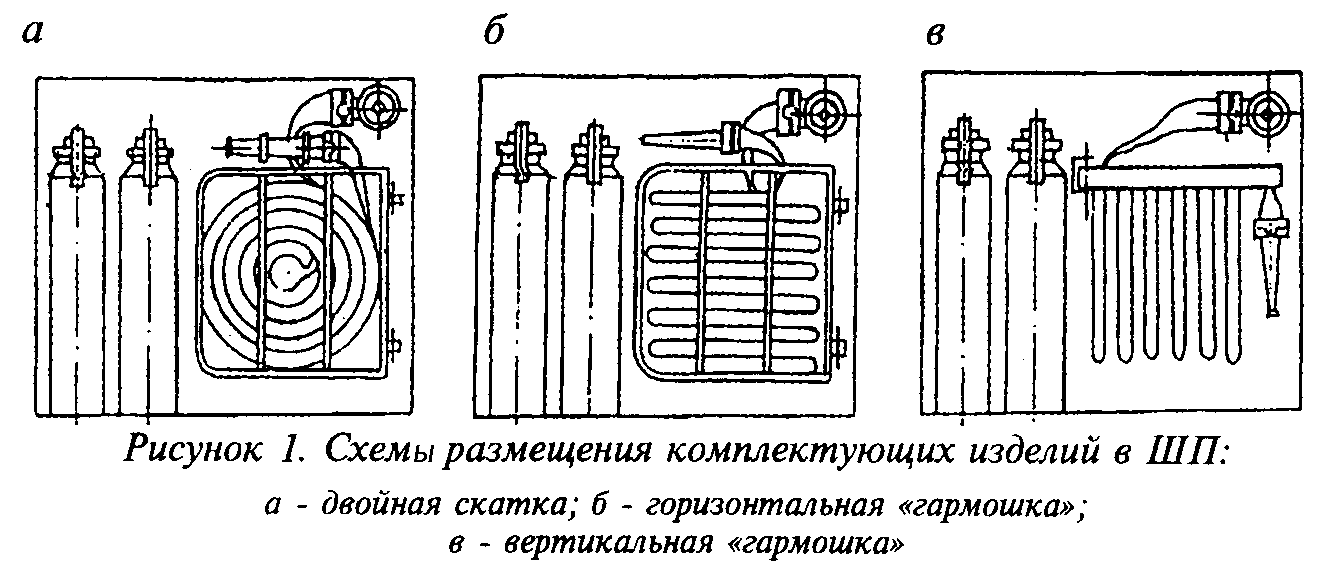 а б в
Рисунок 1. Схемы размещения комплектующих изделий в ШП:
а - двойная скатка; б - горизонтальная «гармошка»;
в - вертикальная «гармошка»